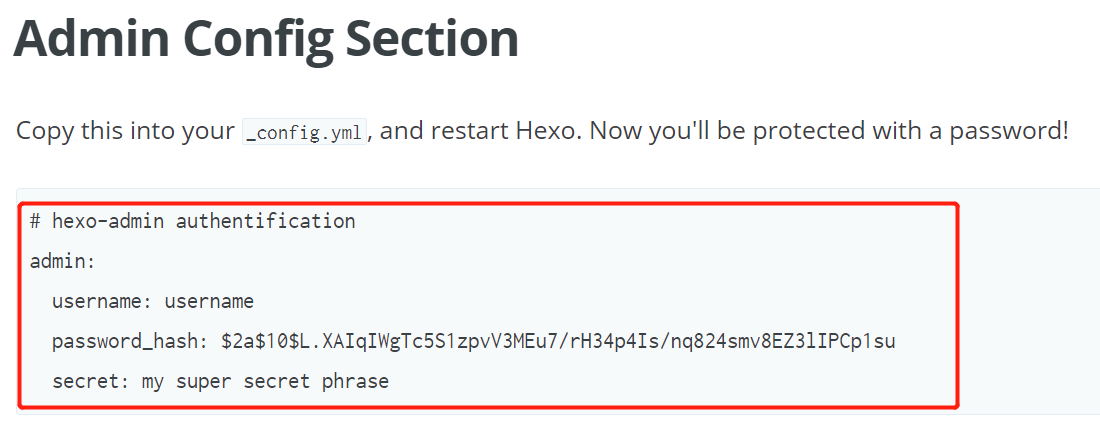 Admin Config Section
Copy this into your _config.yml, and restart Hexo. Now you'll be protected with a password!
# hexo-admin authentification
admin:
  username: username
  password_hash: $2a$10$L.XAIqIWgTc5S1zpvV3MEu7/rH34p4Is/nq824smv8EZ3lIPCp1su
  secret: my super secret phrase